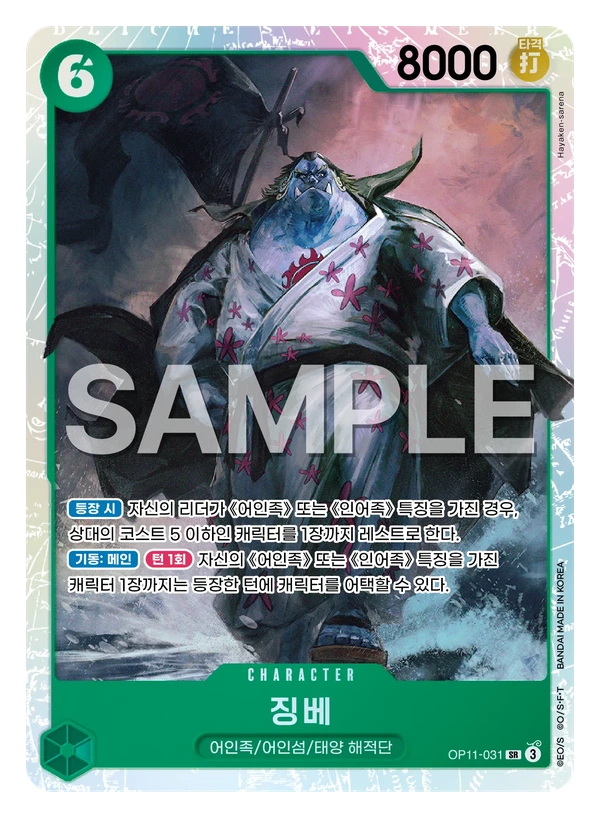 6
8000
타격
打
Hayaken-sarena
SAMPLE
등장 시 자신의 리더가 《어인족》 또는 《인어족》 특징을 가진 경우,
상대의 코스트 5 이하인 캐릭터를 1장까지 레스트로 한다.
기동: 메인 턴 1회 자신의 《어인족》 또는 《인어족》 특징을 가진
캐릭터 1장까지는 등장한 턴에 캐릭터를 어택할 수 있다.
CHARACTER
징베
어인족/어인섬/태양 해적단
OP11-031 SR 3
©EO/S ©O/S·F·T BANDAI MADE IN KOREA